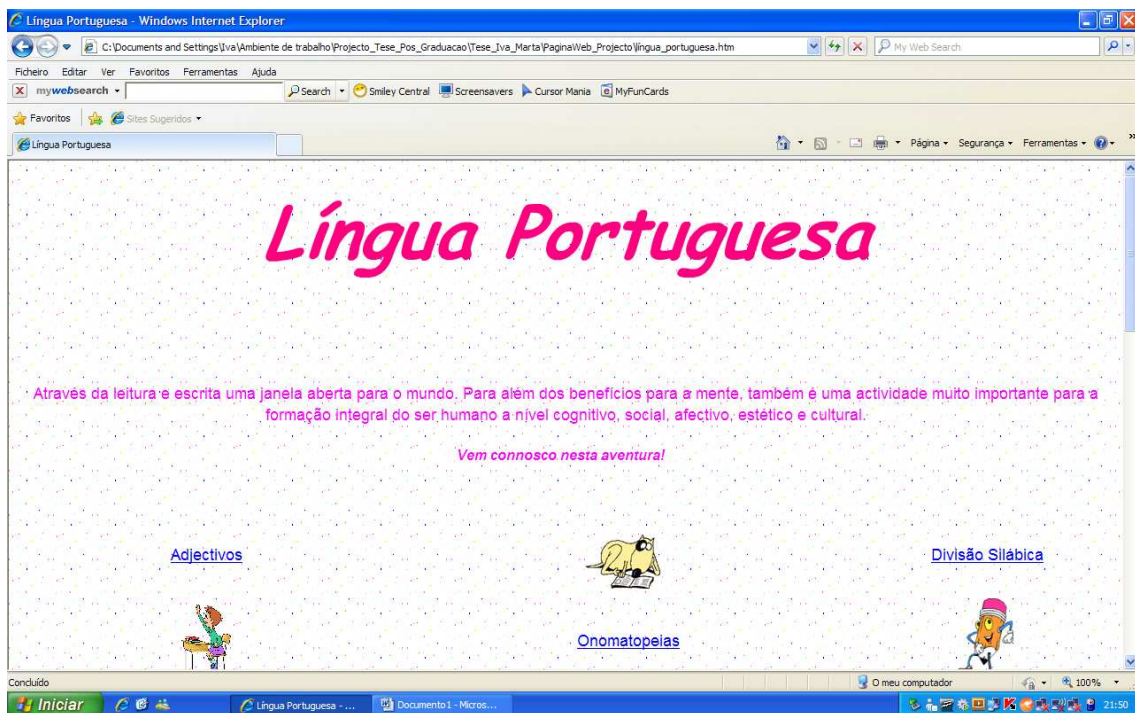 Língua Portuguesa - Windows Internet Explorer
C:\Documents and Settings\Iva\Ambiente de trabalho\Projecto_Tese_Pos_Graduacao\Tese_Iva_Marta\PaginaWeb_Projecto\língua_portuguesa.htm My Web Search
Ficheiro Editar Ver Favoritos Ferramentas Ajuda
mywebsearch Search Smiley Central Screensavers Cursor Mania MyFunCards
Favoritos Sites Sugeridos
Língua Portuguesa Página Segurança Ferramentas
Língua Portuguesa
Através da leitura e escrita uma janela aberta para o mundo. Para além dos benefícios para a mente, também é uma actividade muito importante para a
formação integral do ser humano a nível cognitivo, social, afectivo, estético e cultural.
Vem connosco nesta aventura!
Adjectivos Divisão Silábica
Onomatopeias
Concluído O meu computador 100%
Iniciar Língua Portuguesa - ... Documento1 - Micros... 21:50